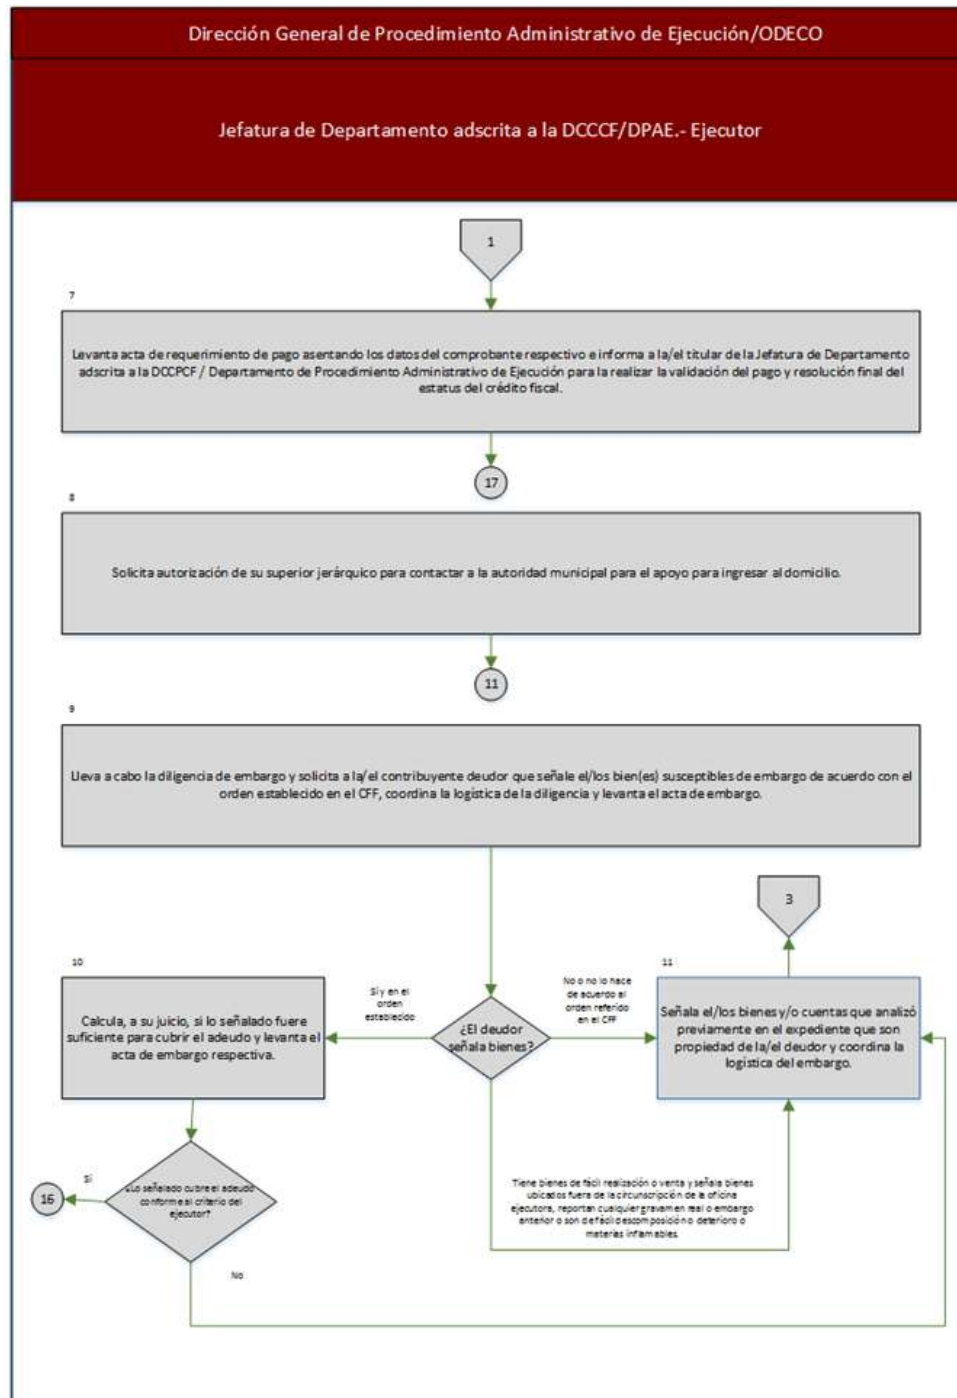 Dirección General de Procedimiento Administrativo de Ejecución/ODECO
Jefatura de Departamento adscrita a la DCCCF/DPAE.- Ejecutor
1
7
Levanta acta de requerimiento de pago asentando los datos del comprobante respectivo e informa a la/el titular de la Jefatura de Departamento
adscrita a la DCCPCF / Departamento de Procedimiento Administrativo de Ejecución para la realizar la validación del pago y resolución final del
estatus del crédito fiscal.
17
8
Solicita autorización de su superior jerárquico para contactar a la autoridad municipal para el apoyo para ingresar al domicilio.
11
9
Lleva a cabo la diligencia de embargo y solicita a la/el contribuyente deudor que señale el/los bien(es) susceptibles de embargo de acuerdo con el
orden establecido en el CFF, coordina la logística de la diligencia y levanta el acta de embargo.
3
10
Calcula, a su juicio, si lo señalado fuere
suficiente para cubrir el adeudo y levanta el
acta de embargo respectiva.
Sí y en el
orden
establecido
¿El deudor
señala bienes?
No o no lo hace
de acuerdo al
orden referido
en el CFF
11
Señala el/los bienes y/o cuentas que analizó
previamente en el expediente que son
propiedad de la/el deudor y coordina la
logística del embargo.
Sí
16
¿Lo señalado cubre el adeudo
conforme al criterio del
ejecutor?
No
Tiene bienes de fácil realización o venta y señala bienes
ubicados fuera de la circunscripción de la oficina
ejecutora, reportan cualquier gravamen real o embargo
anterior o son de fácil descomposición o deterioro o
materias inflamables.